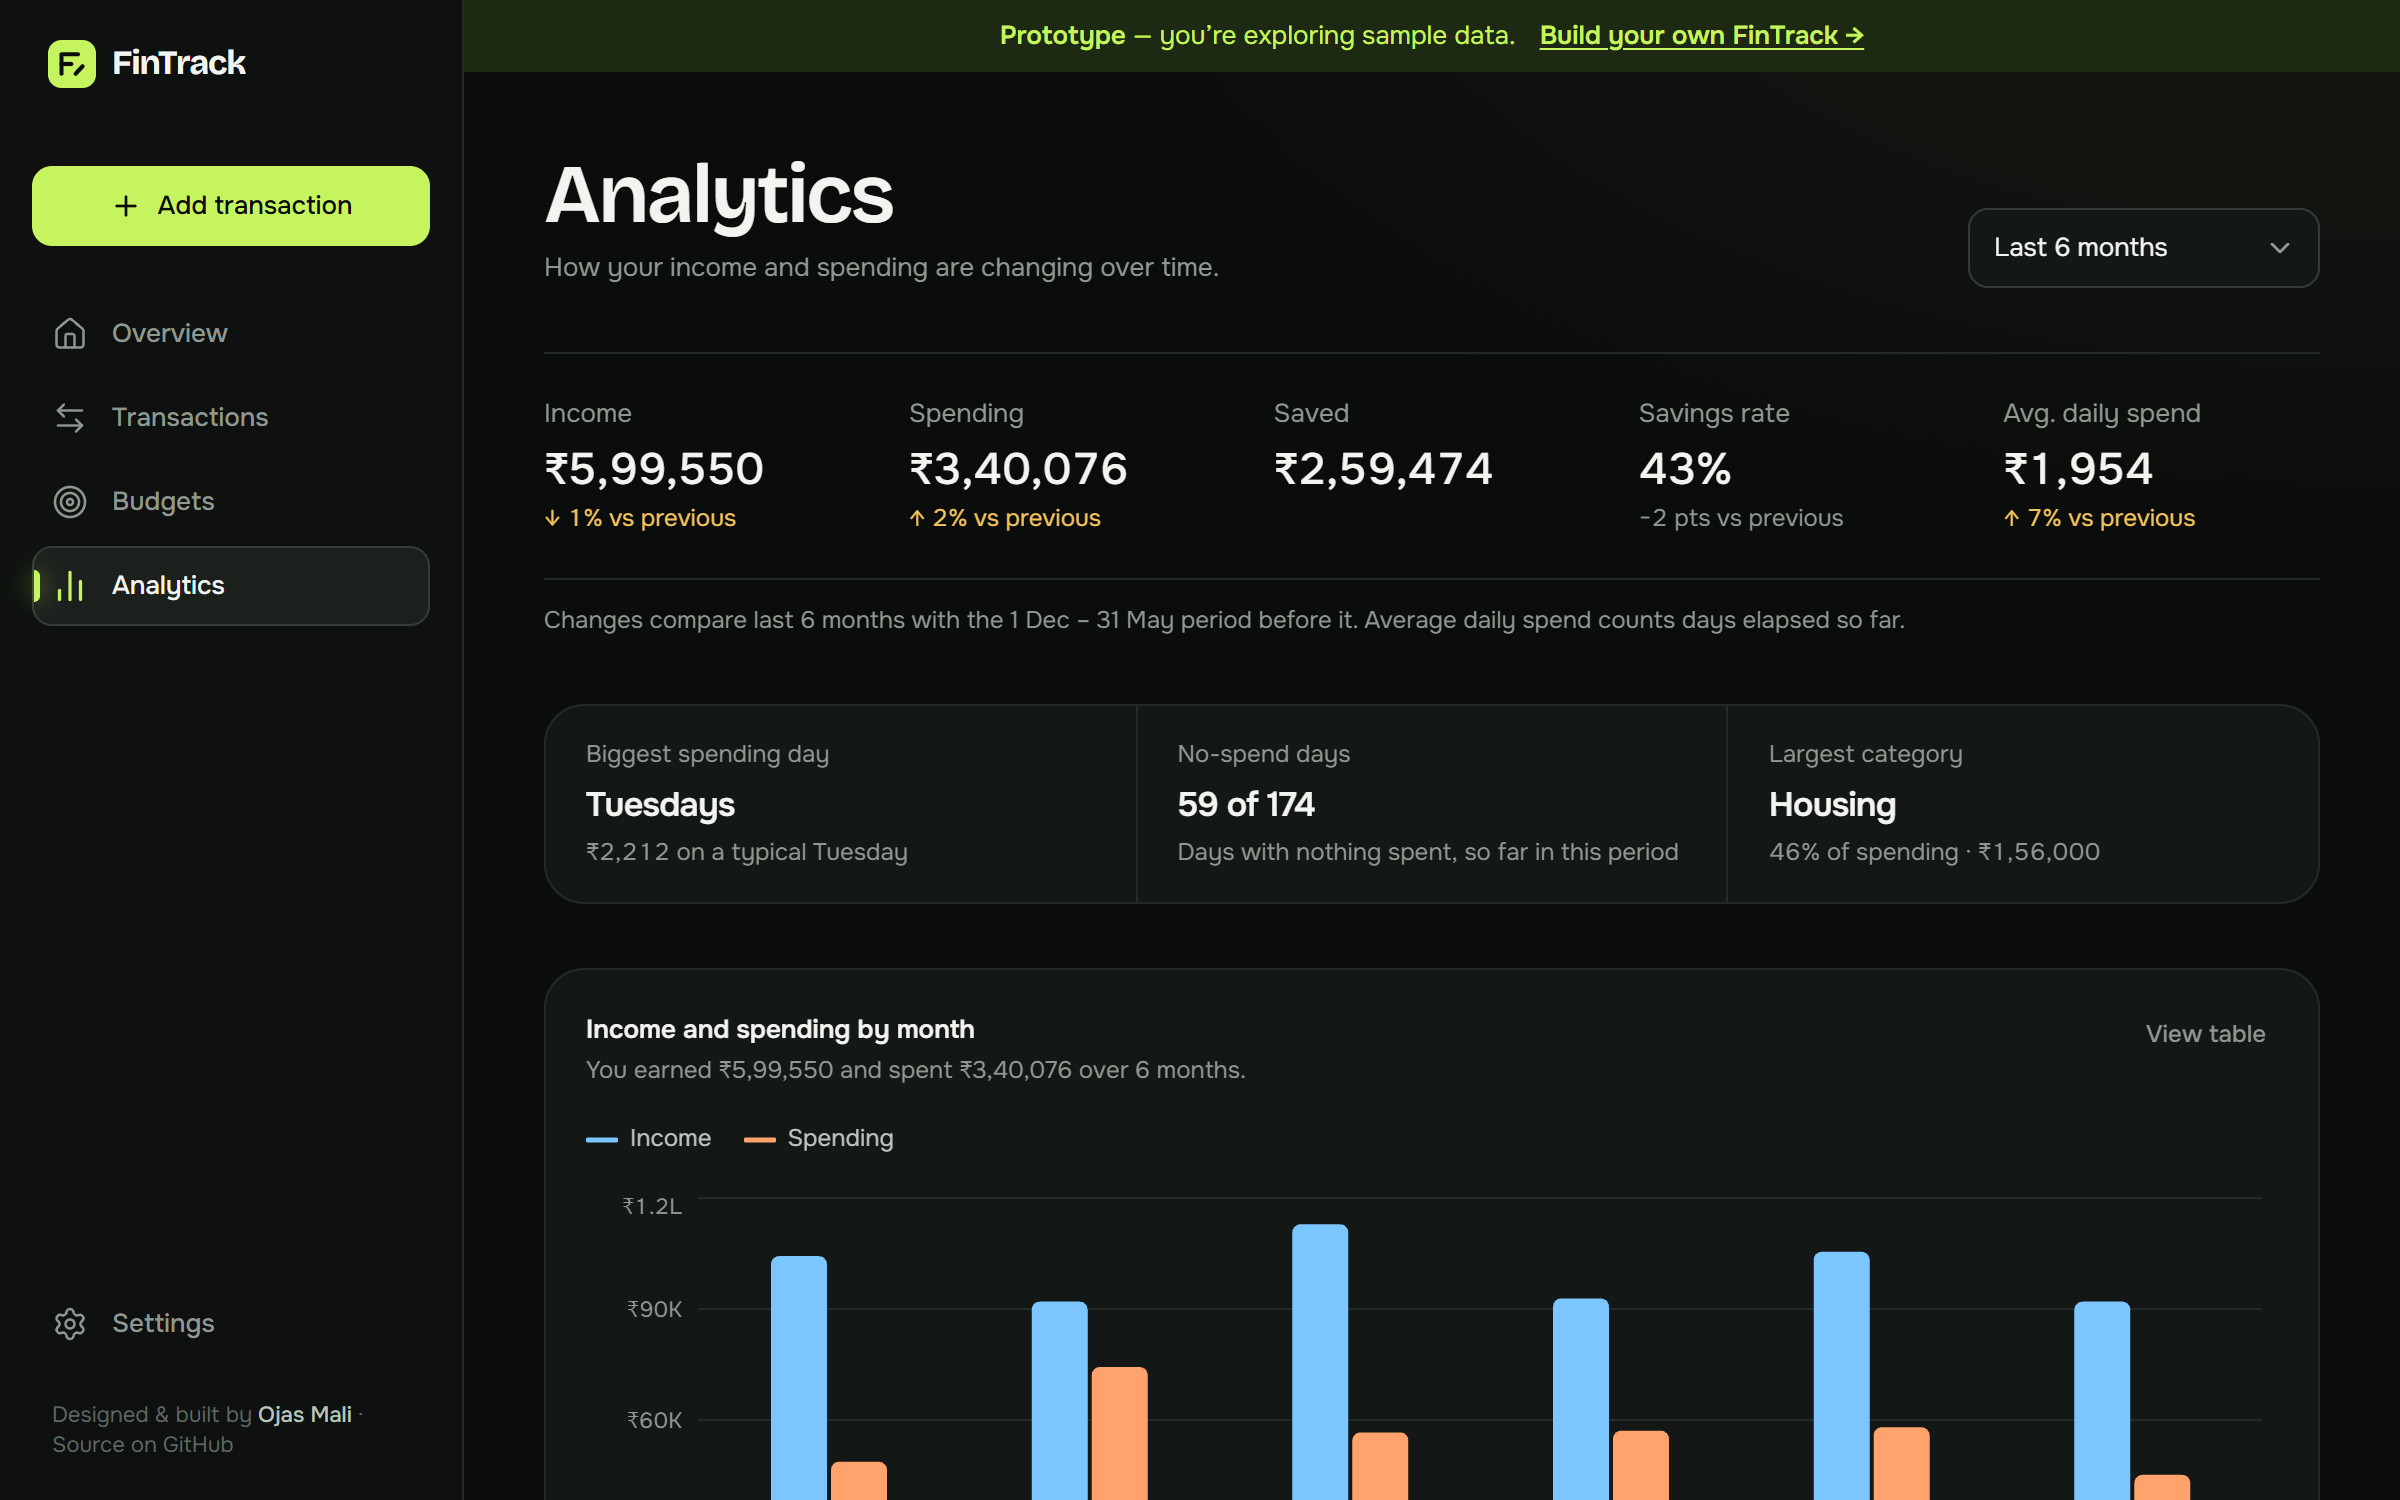 FinTrack
Prototype — you’re exploring sample data. Build your own FinTrack →
Add transaction
Overview
Transactions
Budgets
Analytics
Settings
Designed & built by Ojas Mali ·
Source on GitHub
Analytics
How your income and spending are changing over time.
Last 6 months
Income
₹5,99,550
↓ 1% vs previous
Spending
₹3,40,076
↑ 2% vs previous
Saved
₹2,59,474
Savings rate
43%
-2 pts vs previous
Avg. daily spend
₹1,954
↑ 7% vs previous
Changes compare last 6 months with the 1 Dec – 31 May period before it. Average daily spend counts days elapsed so far.
Biggest spending day
Tuesdays
₹2,212 on a typical Tuesday
No-spend days
59 of 174
Days with nothing spent, so far in this period
Largest category
Housing
46% of spending · ₹1,56,000
Income and spending by month
You earned ₹5,99,550 and spent ₹3,40,076 over 6 months.
View table
Income
Spending
₹1.2L
₹90K
₹60K